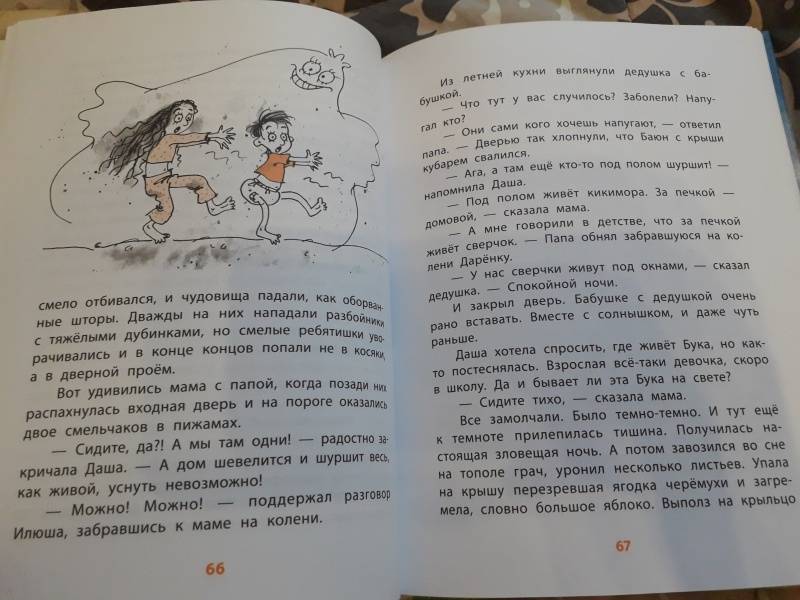 смело отбивался, и чудовища падали, как оборван-
ные шторы. Дважды на них нападали разбойники
с тяжёлыми дубинками, но смелые ребятишки уво-
рачивались и в конце концов попали не в косяки,
а в дверной проём.
Вот удивились мама с папой, когда позади них
распахнулась входная дверь и на пороге оказались
двое смельчаков в пижамах.
— Сидите, да?! А мы там одни! — радостно за-
кричала Даша. — А дом шевелится и шуршит весь,
как живой, уснуть невозможно!
— Можно! Можно! — поддержал разговор
Илюша, забравшись к маме на колени.
66
Из летней кухни выглянули дедушка с ба-
бушкой.
— Что тут у вас случилось? Заболели? Напу-
гал кто?
— Они сами кого хочешь напугают, — ответил
папа. — Дверью так хлопнули, что Баюн с крыши
кубарем свалился.
— Ага, а там ещё кто-то под полом шуршит! —
напомнила Даша.
— Под полом живёт кикимора. За печкой —
домовой, — сказала мама.
— А мне говорили в детстве, что за печкой
живёт сверчок. — Папа обнял забравшуюся на ко-
лени Дарёнку.
— У нас сверчки живут под окнами, — сказал
дедушка. — Спокойной ночи.
И закрыл дверь. Бабушке с дедушкой очень
рано вставать. Вместе с солнышком, и даже чуть
раньше.
Даша хотела спросить, где живёт Бука, но как-
то постеснялась. Взрослая всё-таки девочка, скоро
в школу. Да и бывает ли эта Бука на свете?
— Сидите тихо, — сказала мама.
Все замолчали. Было темно-темно. И тут ещё
к темноте прилепилась тишина. Получилась на-
стоящая зловещая ночь. А потом завозился во сне
на тополе грач, уронил несколько листьев. Упала
на крышу перезревшая ягодка черёмухи и загре-
мела, словно большое яблоко. Выполз на крыльцо
67